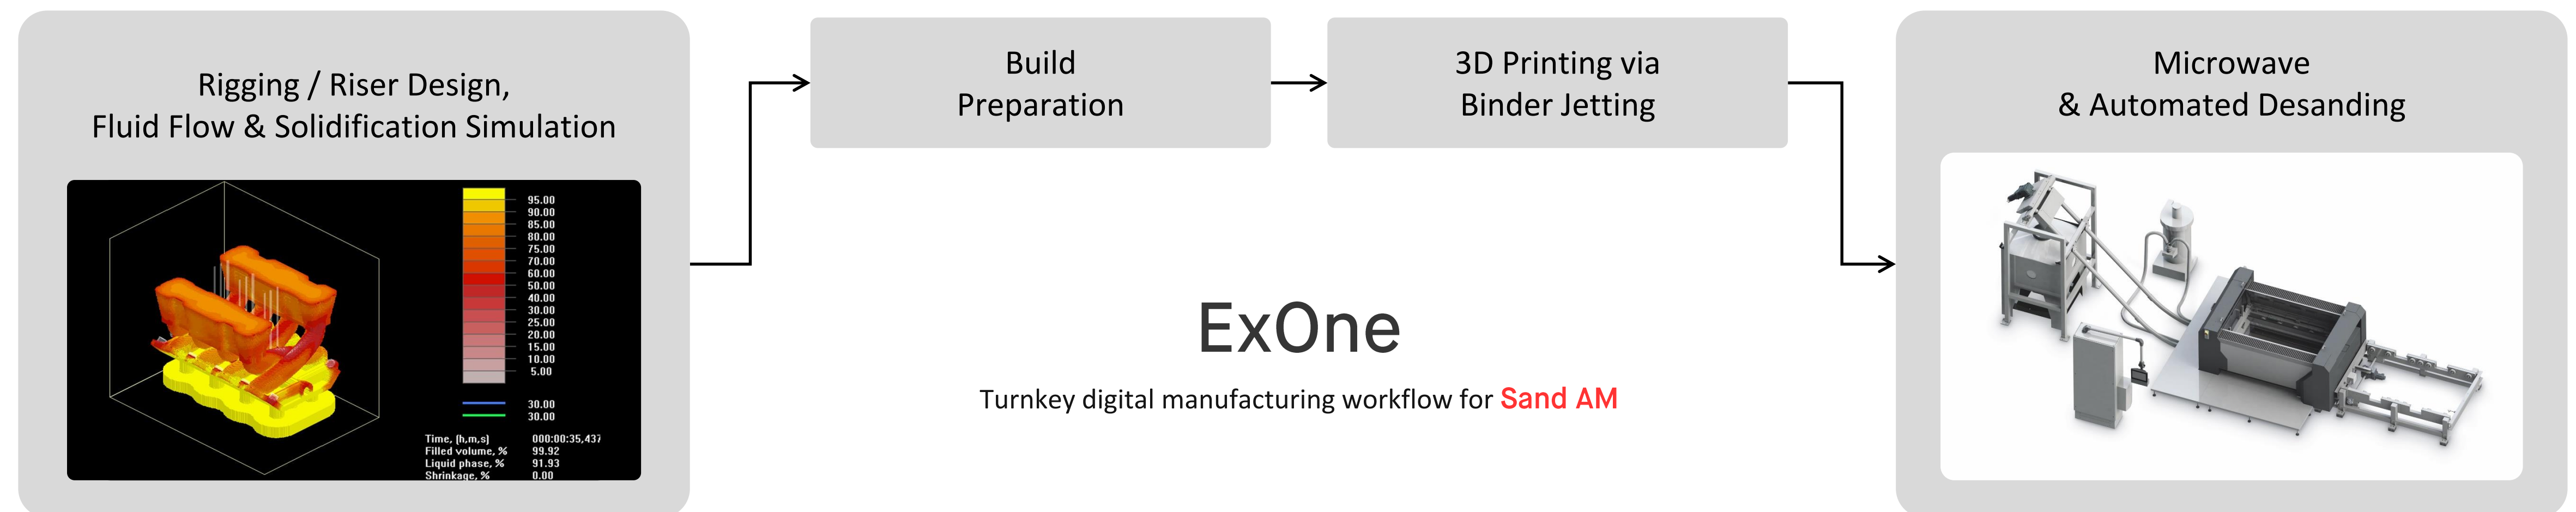 Rigging / Riser Design,
Fluid Flow & Solidification Simulation
95.00
90.00
85.00
80.00
75.00
70.00
60.00
50.00
40.00
30.00
25.00
20.00
15.00
10.00
5.00
30.00
30.00
Time, (h,m,s) 000:00:35,437
Filled volume, % 99.92
Liquid phase, % 91.93
Shrinkage, % 0.00
Build
Preparation
3D Printing via
Binder Jetting
ExOne
Turnkey digital manufacturing workflow for Sand AM
Microwave
& Automated Desanding